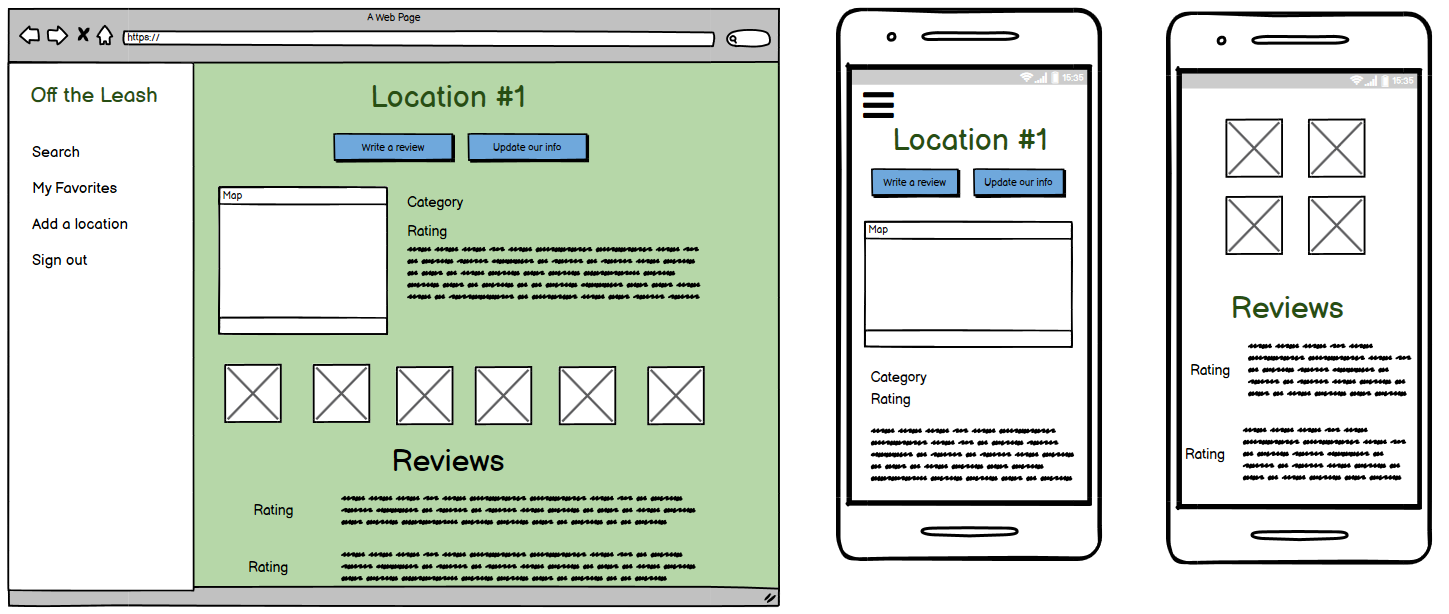 A Web Page
https://
Off the Leash
Search
My Favorites
Add a location
Sign out
Location #1
Write a review
Update our info
Map
Category
Rating
Reviews
Rating
Rating
15:35
Location #1
Write a review
Update our info
Map
Category
Rating
15:35
Reviews
Rating
Rating